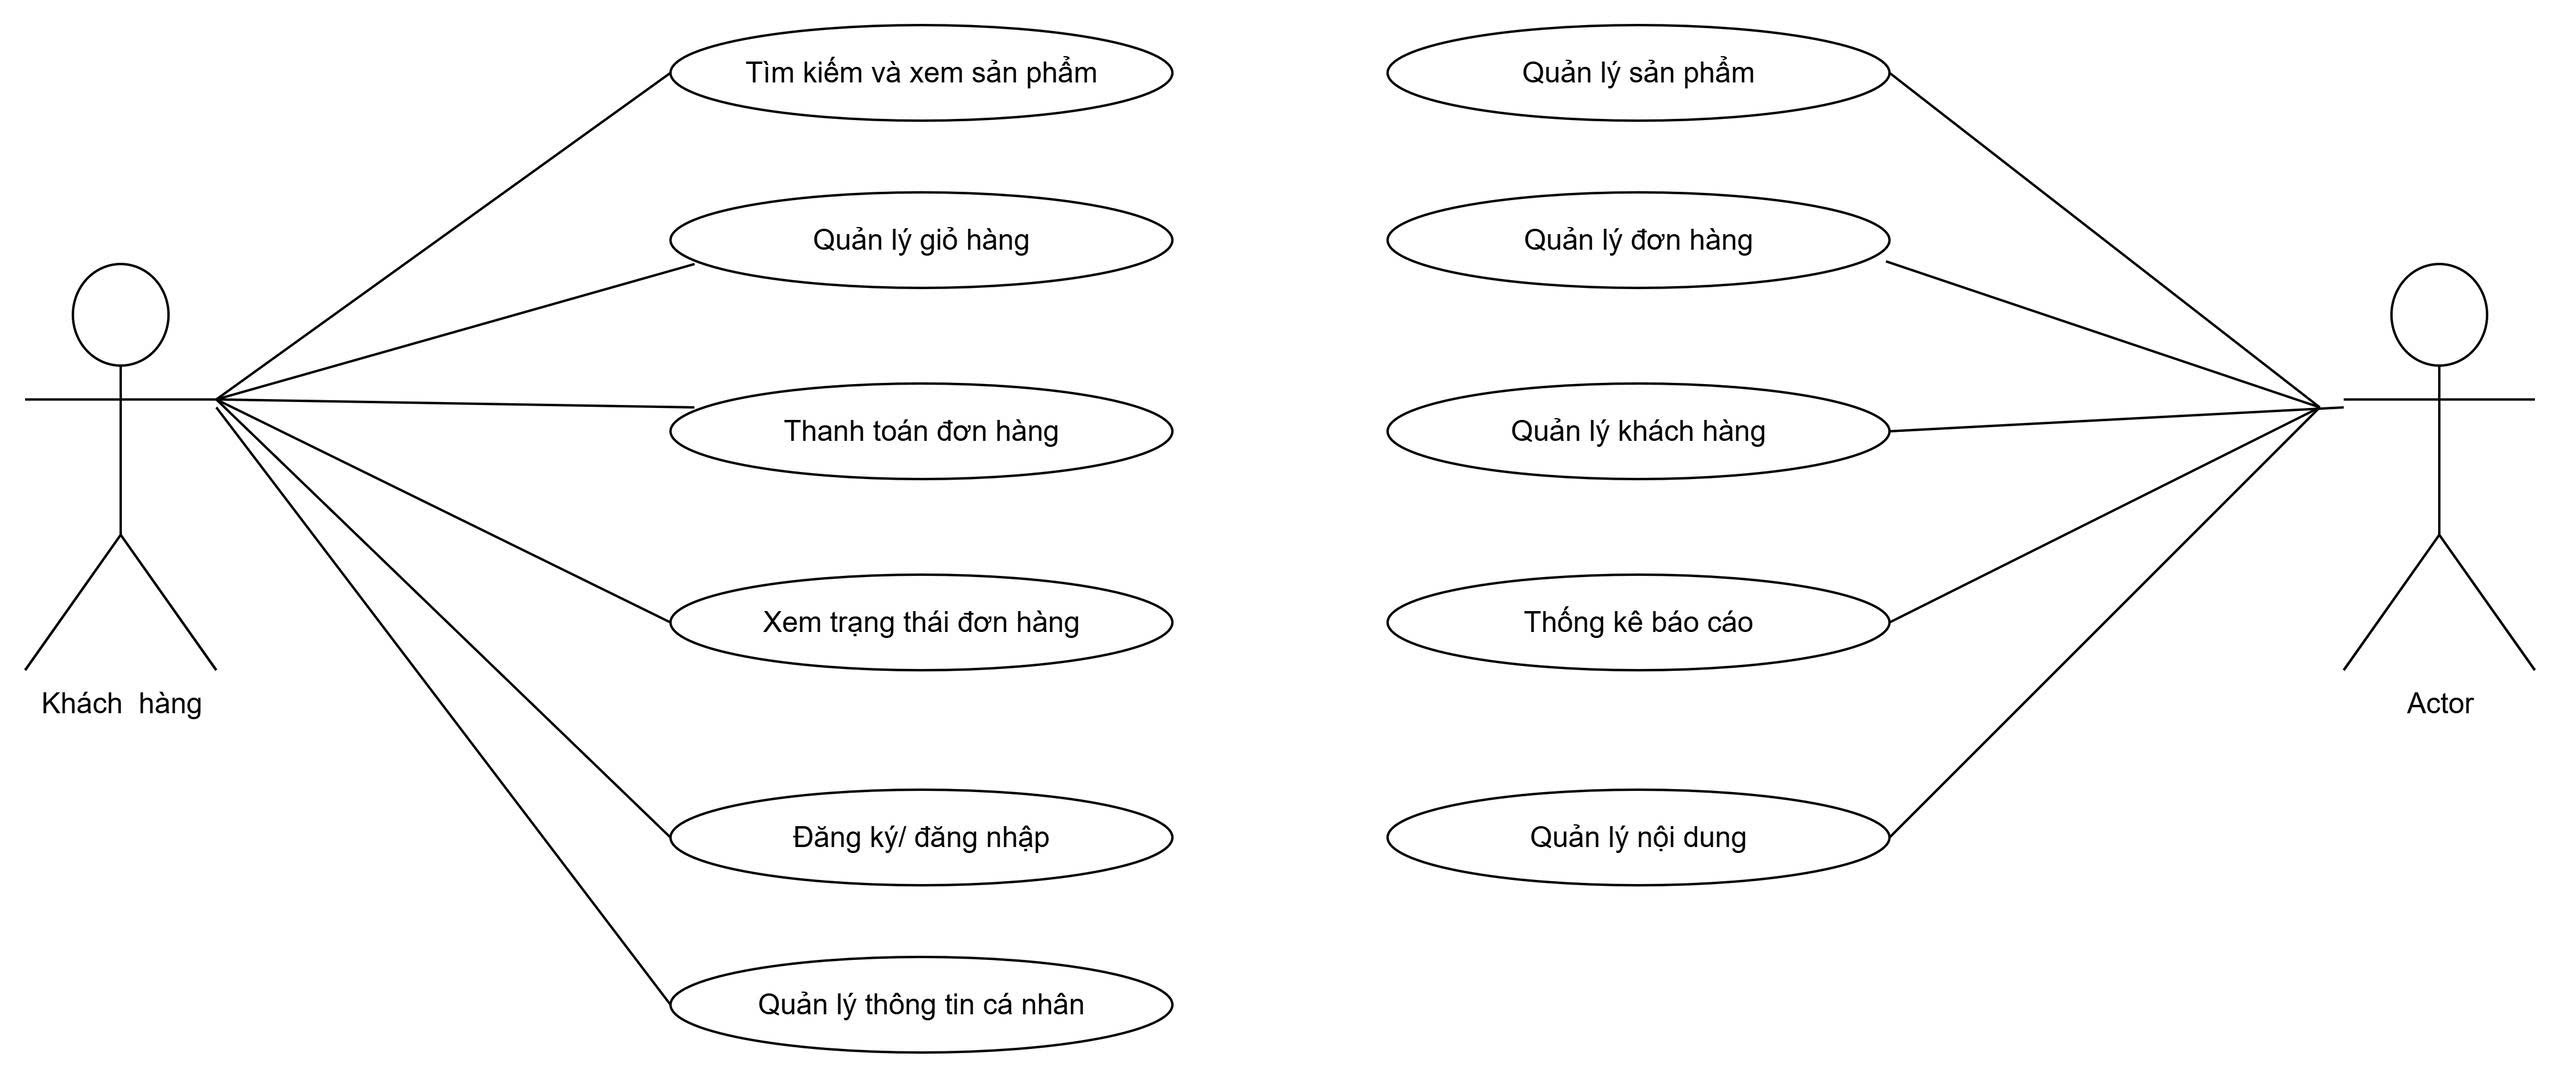 Tìm kiếm và xem sản phẩm
Quản lý sản phẩm
Quản lý giỏ hàng
Quản lý đơn hàng
Thanh toán đơn hàng
Quản lý khách hàng
Xem trạng thái đơn hàng
Thống kê báo cáo
Khách  hàng
Actor
Đăng ký/ đăng nhập
Quản lý nội dung
Quản lý thông tin cá nhân